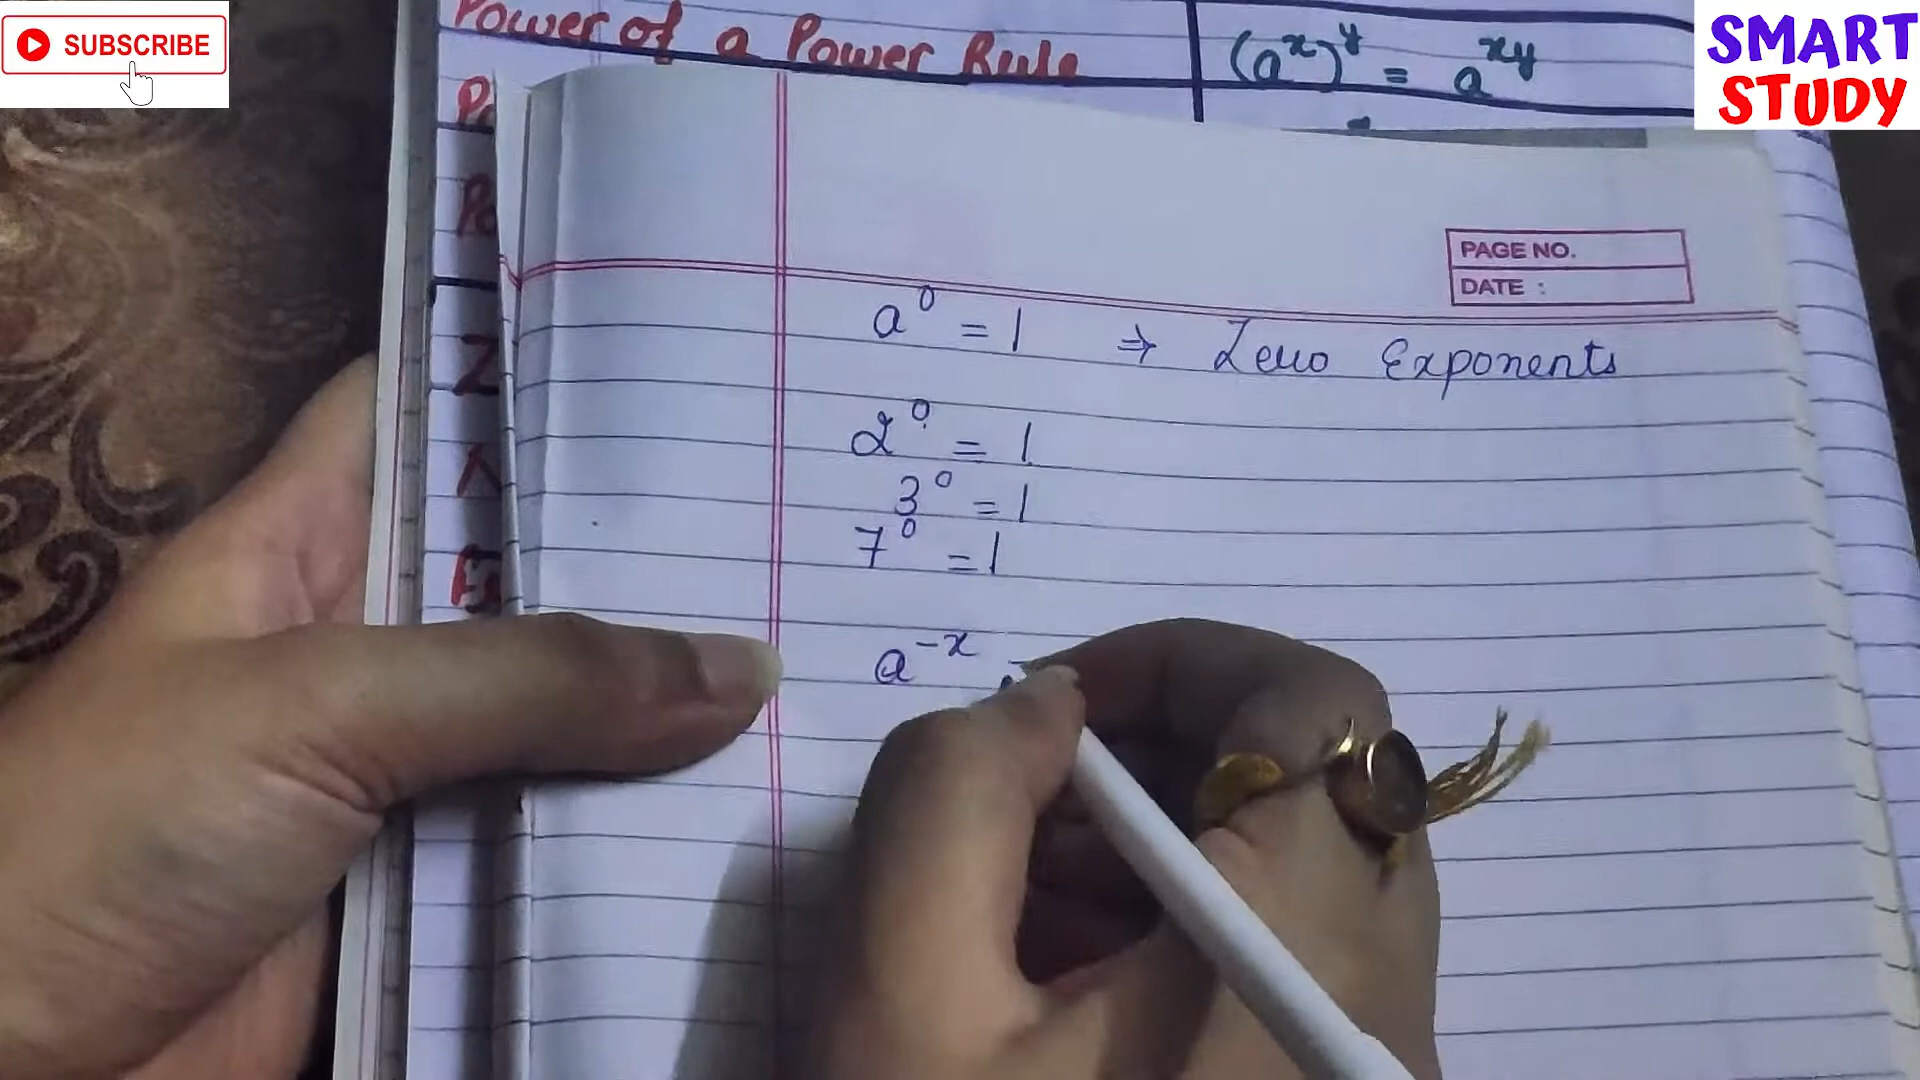 SUBSCRIBE
SMART
STUDY
Power of a Power Rule
(a^x)^y = a^xy
PAGE NO.
DATE :
a^0 = 1 ⇒ Zero Exponents
2^0 = 1
3^0 = 1
7^0 = 1
a^-x